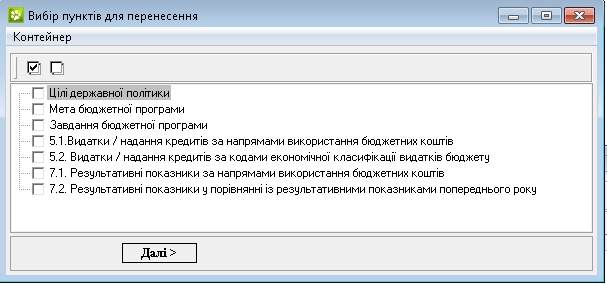 Вибір пунктів для перенесення
Контейнер
Цілі державної політики
Мета бюджетної програми
Завдання бюджетної програми
5.1.Видатки / надання кредитів за напрямами використання бюджетних коштів
5.2. Видатки / надання кредитів за кодами економічної класифікації видатків бюджету
7.1. Результативні показники за напрямами використання бюджетних коштів
7.2. Результативні показники у порівнянні із результативними показниками попереднього року
Далі >